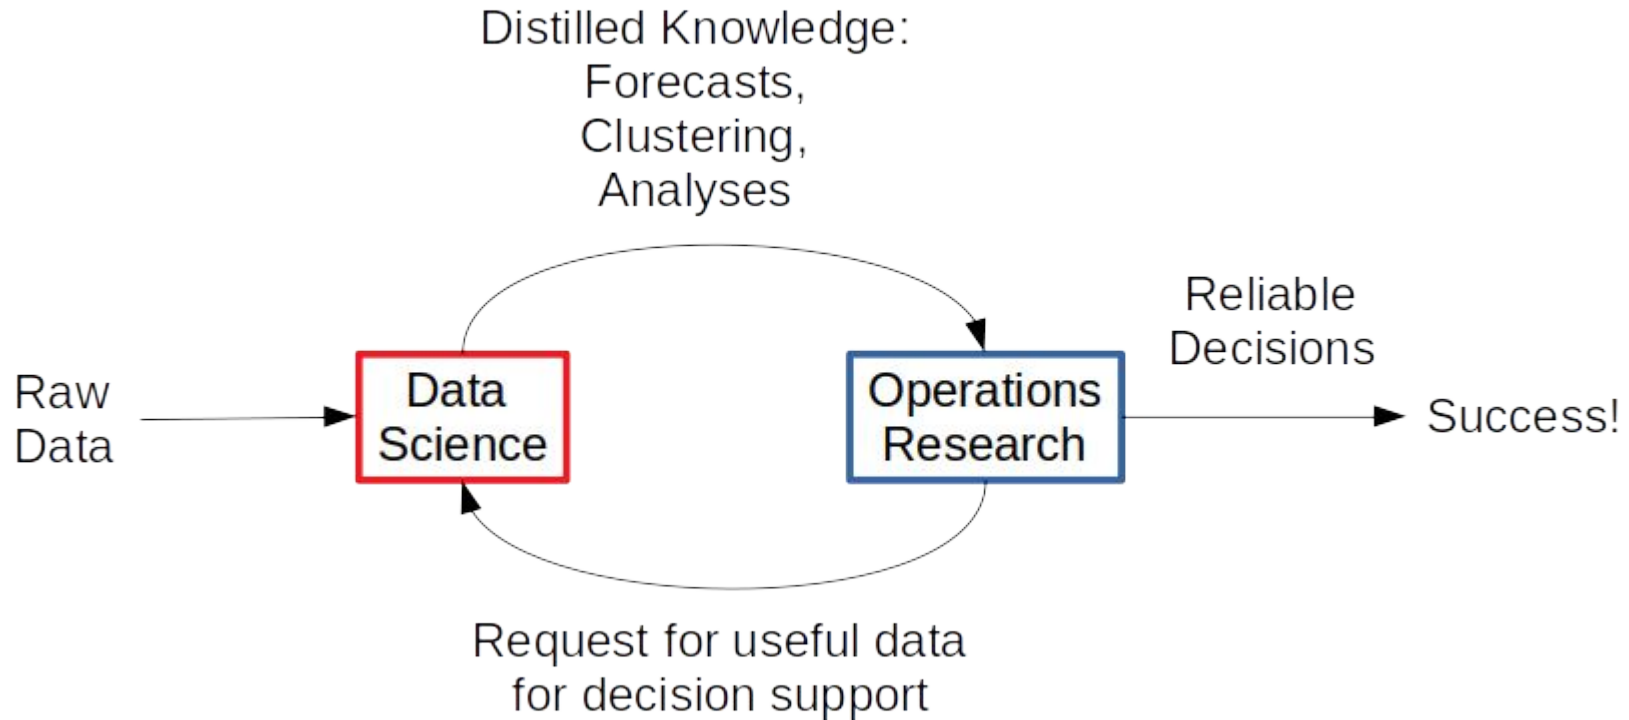 Distilled Knowledge:
Forecasts,
Clustering,
Analyses
Raw
Data
Data
Science
Operations
Research
Reliable
Decisions
Success!
Request for useful data
for decision support